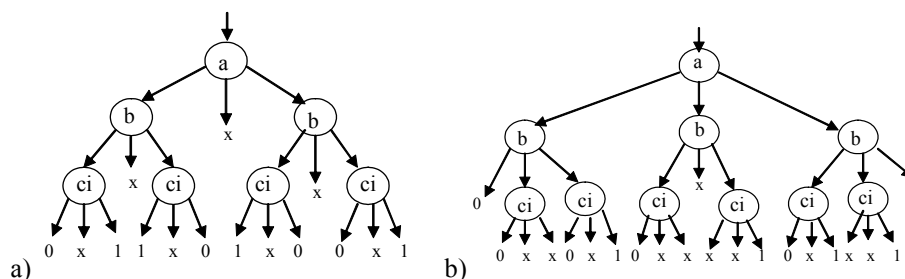 a
b x b
ci x ci ci x ci
0 x 1 1 x 0 1 x 0 0 x 1
a)
a
b b b
0 ci ci ci x ci ci ci
0 x x 0 x 1 0 x x x x 1 0 x 1 x x 1
b)